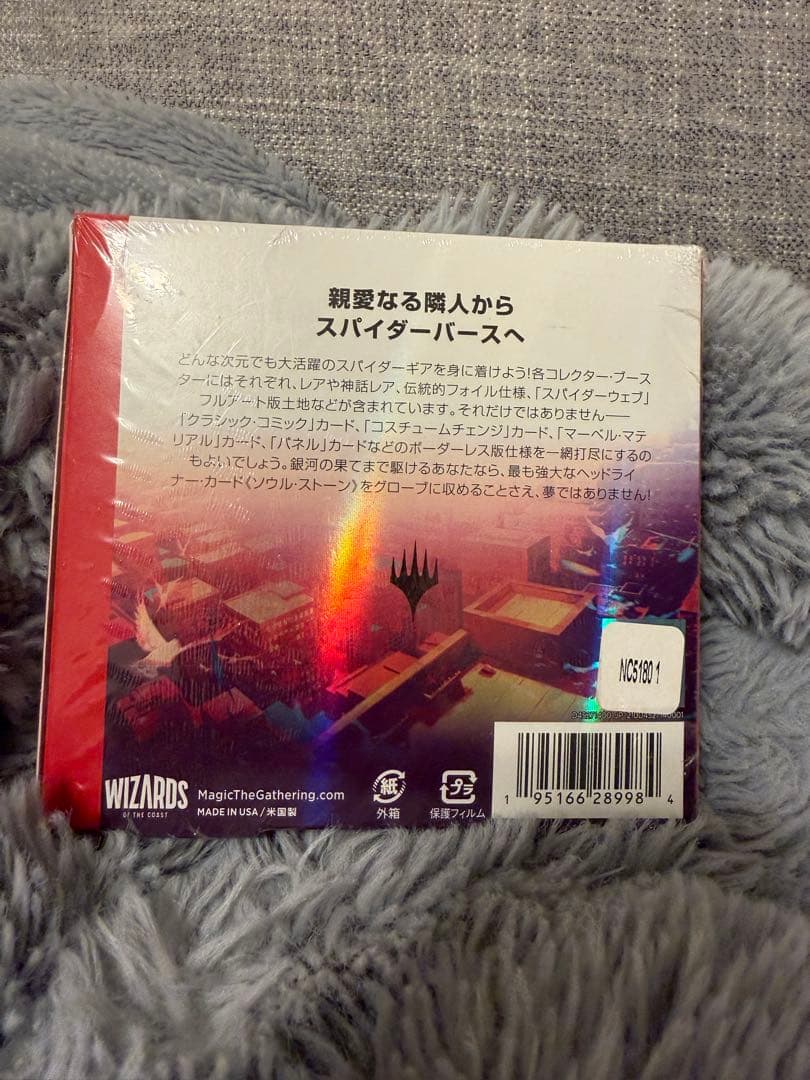 親愛なる隣人から
スパイダーバースへ
どんな次元でも大活躍のスパイダーギアを身に着けよう!各コレクター・ブース
ターにはそれぞれ、レアや神話レア、伝統的フォイル仕様、「スパイダーウェブ」
フルアート版土地などが含まれています。それだけではありません――
「クラシック・コミック」カード、「コスチュームチェンジ」カード、「マーベル・マテ
リアル」カード、「パネル」カードなどのボーダーレス版仕様を一網打尽にするの
もよいでしょう。銀河の果てまで駆けるあなたなら、最も強大なヘッドライ
ナー・カード《ソウル・ストーン》をグローブに収めることさえ、夢ではありません!
NC5180 1
WIZARDS
OF THE COAST
MagicTheGathering.com
MADE IN USA / 米国製
紙
外箱
プラ
保護フィルム
1 95166 28998 4